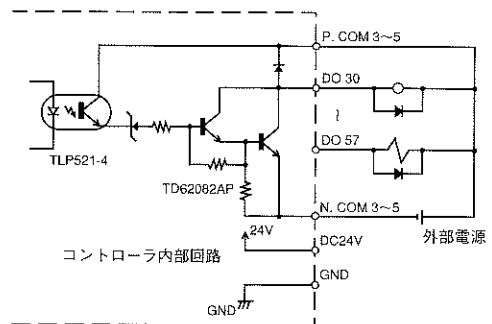 P. COM 3～5
DO 30
～
DO 57
TLP521-4
TD62082AP
N. COM 3～5
24V
外部電源
DC24V
コントローラ内部回路
GND
GND